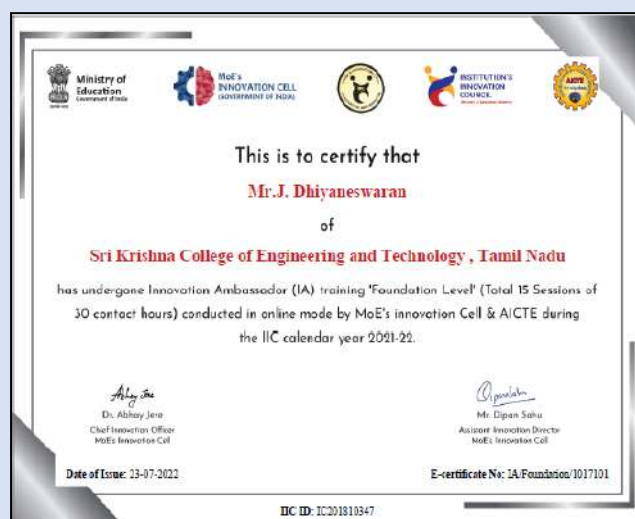 Ministry of
Education
Government of India
MoE's
INNOVATION CELL
(GOVERNMENT OF INDIA)
INSTITUTION'S
INNOVATION
COUNCIL
AICTE
This is to certify that
Mr.J. Dhiyaneswaran
of
Sri Krishna College of Engineering and Technology , Tamil Nadu
has undergone Innovation Ambassador (IA) training 'Foundation Level' (Total 15 Sessions of
30 contact hours) conducted in online mode by MoE's innovation Cell & AICTE during
the IIC calendar year 2021-22.
Dr. Abhay Jere
Chief Innovation Officer
MoE's Innovation Cell
Mr. Dipan Sahu
Assistant Innovation Director
MoE's Innovation Cell
Date of Issue: 23-07-2022
E-certificate No: IA/Foundation/1017101
IIC ID: IC201810347